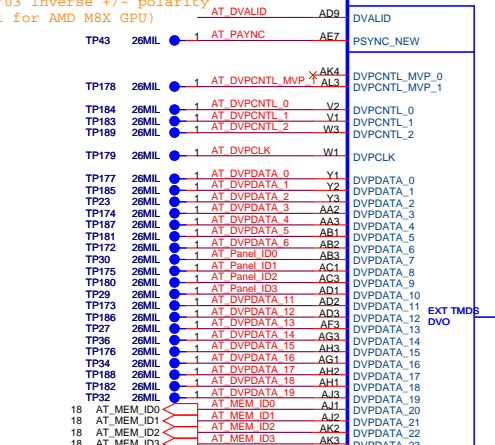 703 Inverse +/- polarity
1 for AMD M8X GPU)
AT_DVALID AD9 DVALID
TP43 26MIL AT_PAYNC AE7 PSYNC_NEW
AK4 DVPCNTL_MVP_0
TP178 26MIL 1 AT_DVPCNTL_MVP_1 AL3 DVPCNTL_MVP_1
TP184 26MIL 1 AT_DVPCNTL_0 V2 DVPCNTL_0
TP183 26MIL 1 AT_DVPCNTL_1 V1 DVPCNTL_1
TP189 26MIL 1 AT_DVPCNTL_2 W3 DVPCNTL_2
TP179 26MIL 1 AT_DVPCLK W1 DVPCLK
TP177 26MIL 1 AT_DVPDATA_0 Y1 DVPDATA_0
TP185 26MIL 1 AT_DVPDATA_1 Y2 DVPDATA_1
TP23 26MIL 1 AT_DVPDATA_2 Y3 DVPDATA_2
TP174 26MIL 1 AT_DVPDATA_3 AA2 DVPDATA_3
TP187 26MIL 1 AT_DVPDATA_4 AA3 DVPDATA_4
TP181 26MIL 1 AT_DVPDATA_5 AB1 DVPDATA_5
TP172 26MIL 1 AT_DVPDATA_6 AB2 DVPDATA_6
TP30 26MIL 1 AT_Panel_ID0 AB3 DVPDATA_7
TP175 26MIL 1 AT_Panel_ID1 AC1 DVPDATA_8
TP180 26MIL 1 AT_Panel_ID2 AC3 DVPDATA_9
TP29 26MIL 1 AT_Panel_ID3 AD1 DVPDATA_10
TP173 26MIL 1 AT_DVPDATA_11 AD2 DVPDATA_11
TP186 26MIL 1 AT_DVPDATA_12 AD3 DVPDATA_12
TP27 26MIL 1 AT_DVPDATA_13 AF3 DVPDATA_13
TP36 26MIL 1 AT_DVPDATA_14 AG3 DVPDATA_14
TP176 26MIL 1 AT_DVPDATA_15 AH3 DVPDATA_15
TP34 26MIL 1 AT_DVPDATA_16 AG1 DVPDATA_16
TP188 26MIL 1 AT_DVPDATA_17 AH2 DVPDATA_17
TP182 26MIL 1 AT_DVPDATA_18 AH1 DVPDATA_18
TP32 26MIL 1 AT_DVPDATA_19 AJ3 DVPDATA_19
18 AT_MEM_ID0 AT_MEM_ID0 AJ1 DVPDATA_20
18 AT_MEM_ID1 AT_MEM_ID1 AJ2 DVPDATA_21
18 AT_MEM_ID2 AT_MEM_ID2 AK2 DVPDATA_22
18 AT_MEM_ID3 AT_MEM_ID3 AK3
EXT TMDS
DVO